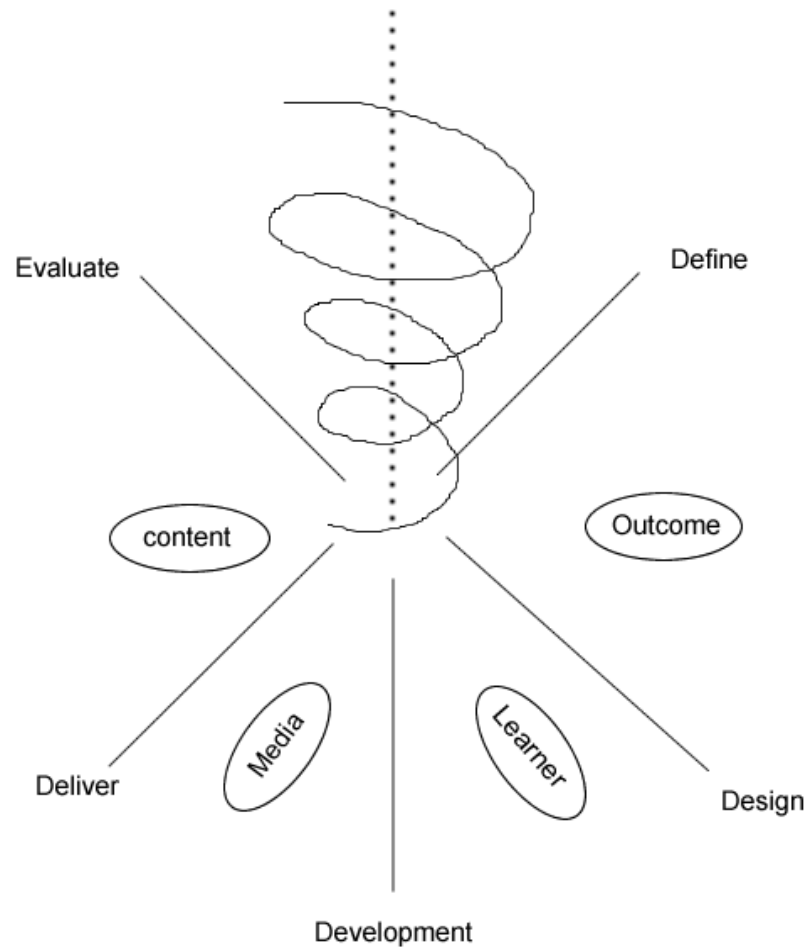 Evaluate
Define
content
Outcome
Media
Learner
Deliver
Design
Development